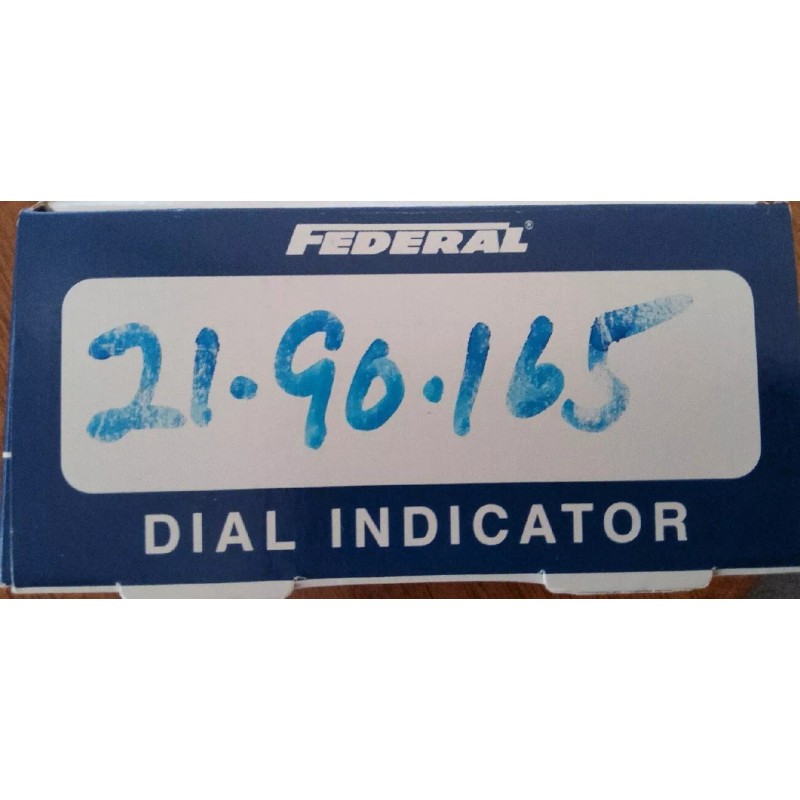 FEDERAL®
21.90.165
DIAL INDICATOR